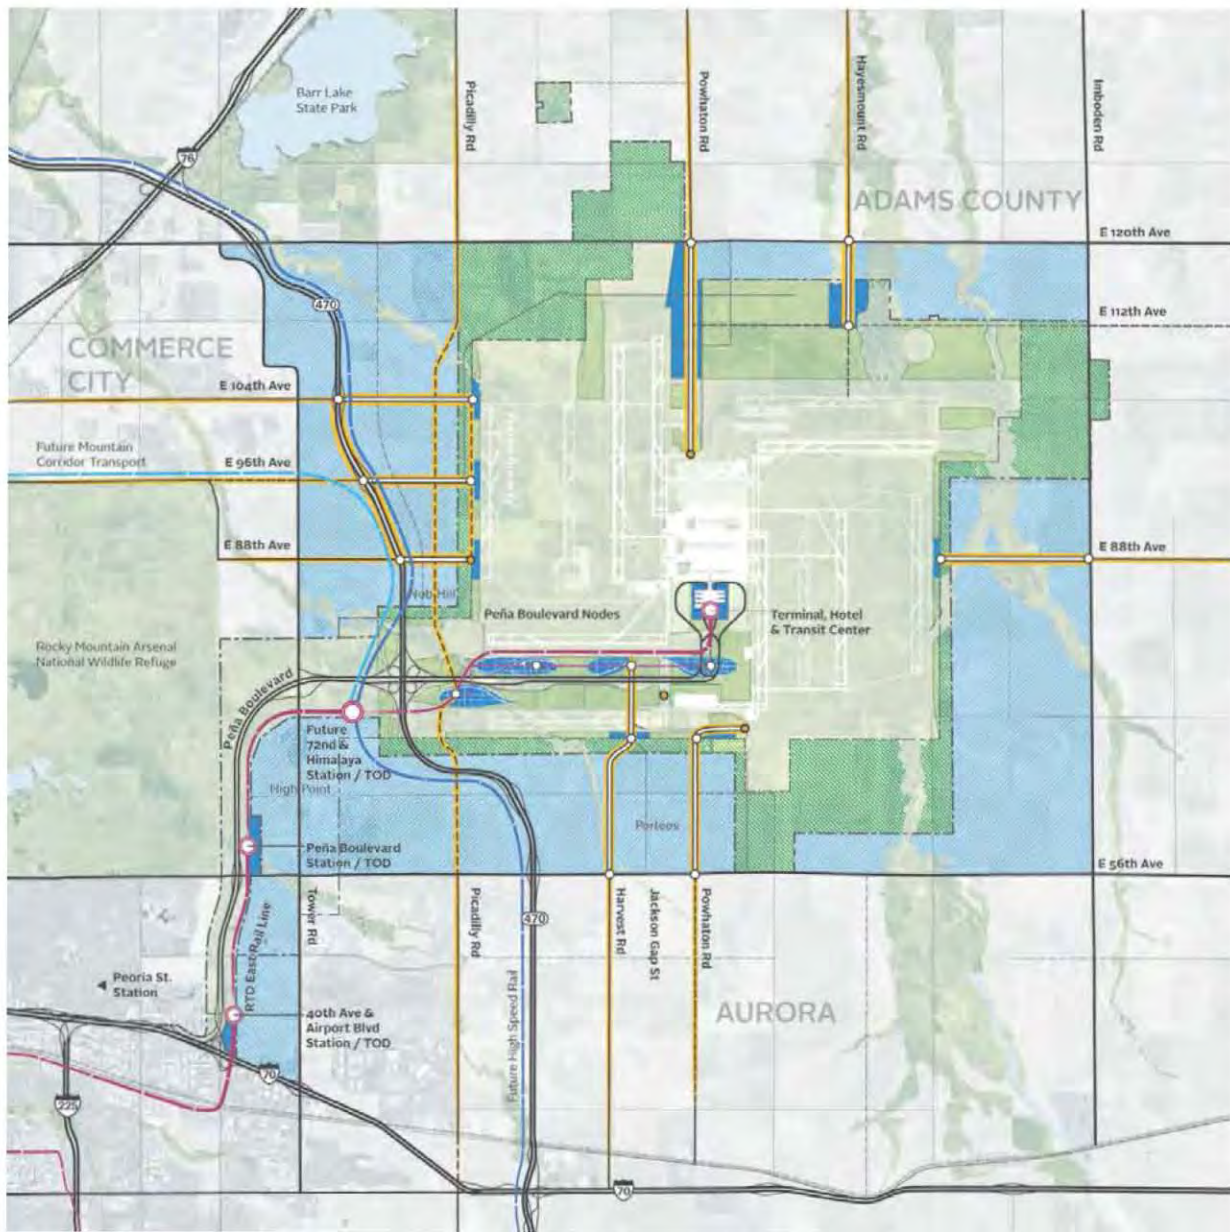 Barr Lake
State Park
Picadilly Rd
Powhaton Rd
Hayesmount Rd
Imboden Rd
76
ADAMS COUNTY
E 120th Ave
470
E 112th Ave
COMMERCE
CITY
E 104th Ave
Future Mountain
Corridor Transport
E 96th Ave
E 88th Ave
E 88th Ave
Nob Hill
Peña Boulevard Nodes
Terminal, Hotel
& Transit Center
Rocky Mountain Arsenal
National Wildlife Refuge
Peña Boulevard
Future
72nd &
Himalaya
Station / TOD
High Point
Porteos
Peña Boulevard
Station / TOD
E 56th Ave
Tower Rd
Picadilly Rd
Harvest Rd
Jackson Gap St
Powhaton Rd
RTD East Rail Line
470
Peoria St.
Station
40th Ave &
Airport Blvd
Station / TOD
AURORA
Future High Speed Rail
70
225
70